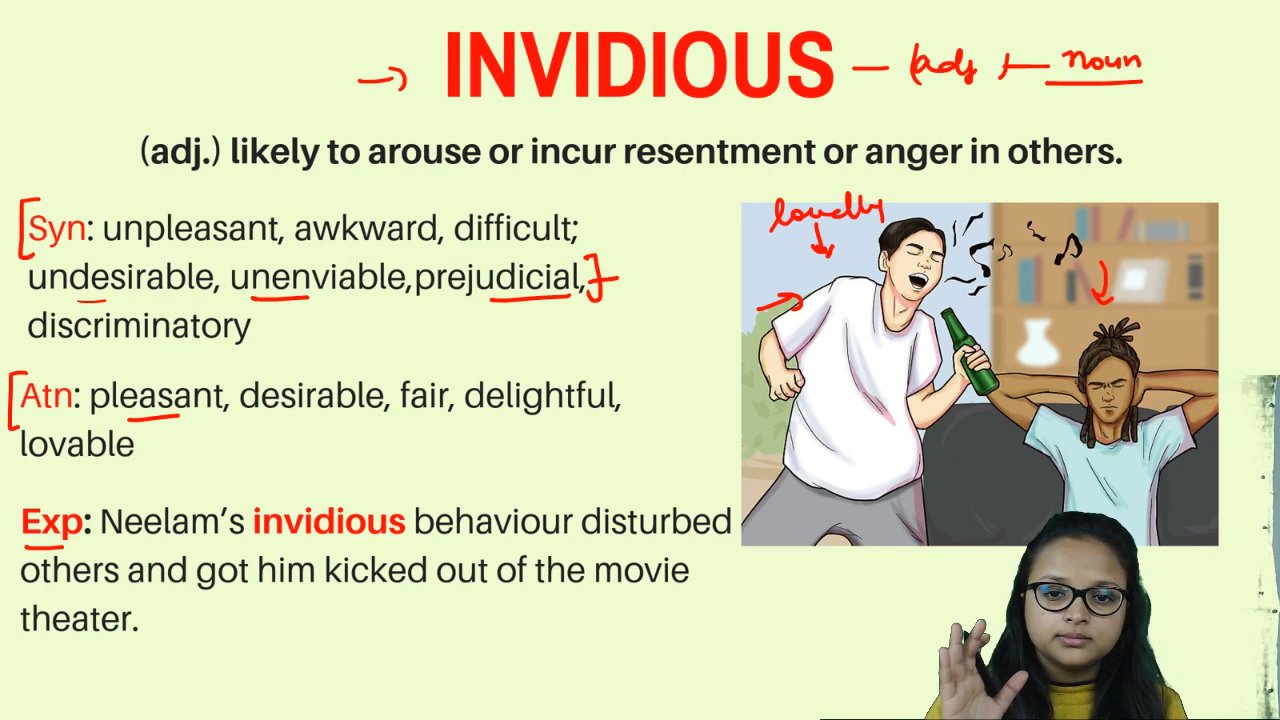 INVIDIOUS – (adj – noun
(adj.) likely to arouse or incur resentment or anger in others.
Syn: unpleasant, awkward, difficult;
undesirable, unenviable,prejudicial,
discriminatory
Atn: pleasant, desirable, fair, delightful,
lovable
Exp: Neelam's invidious behaviour disturbed
others and got him kicked out of the movie
theater.
loudly